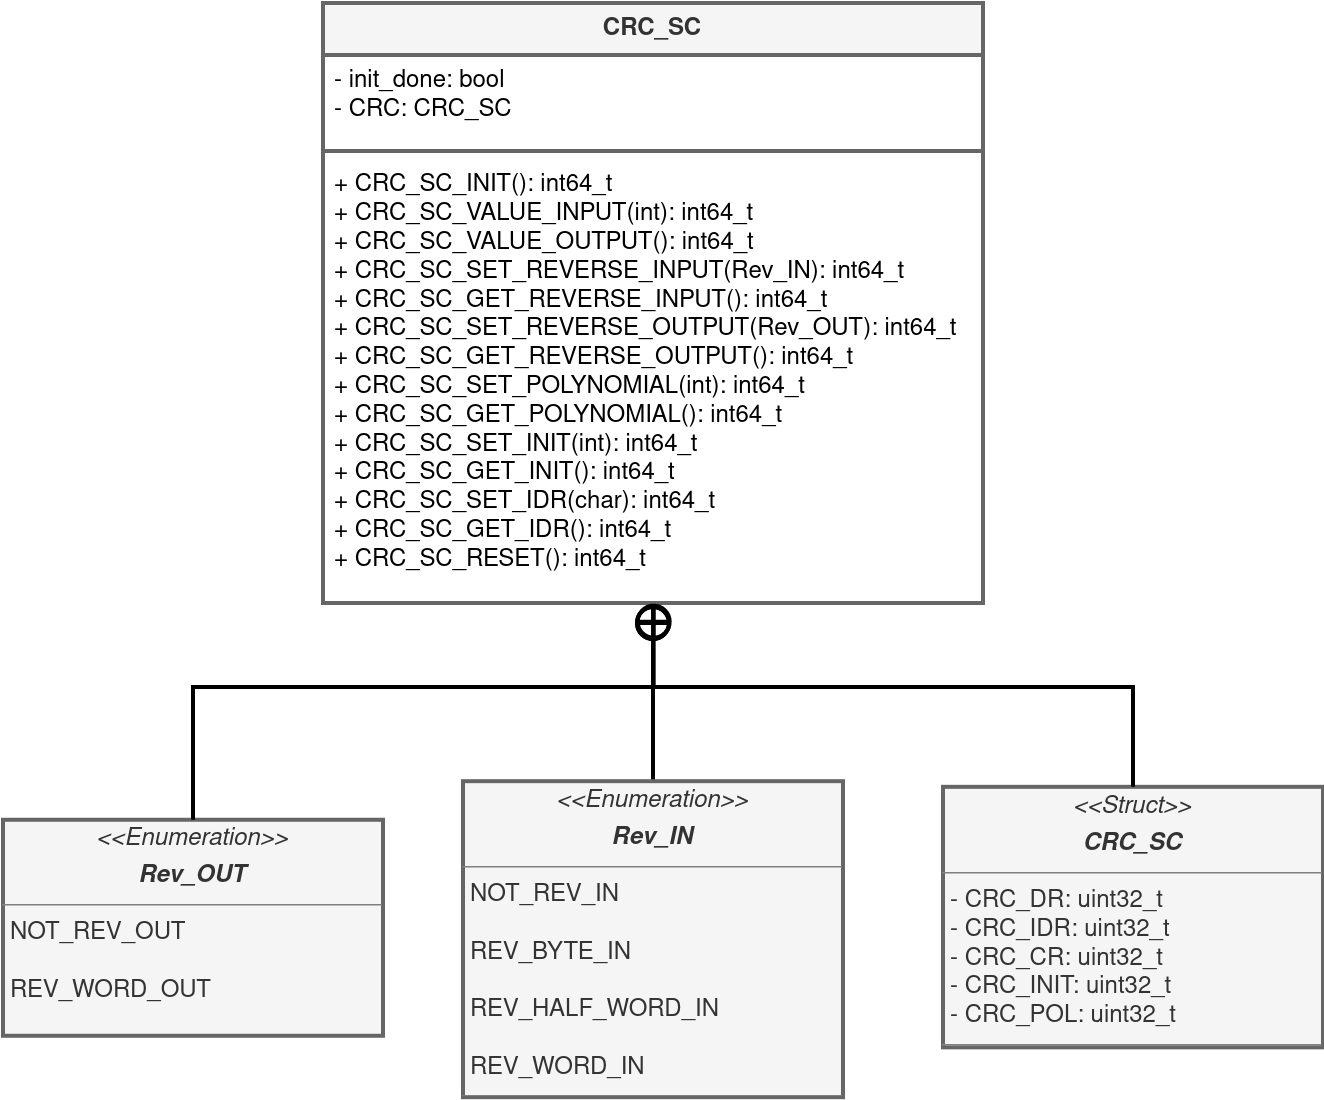 CRC_SC
- init_done: bool
- CRC: CRC_SC
+ CRC_SC_INIT(): int64_t
+ CRC_SC_VALUE_INPUT(int): int64_t
+ CRC_SC_VALUE_OUTPUT(): int64_t
+ CRC_SC_SET_REVERSE_INPUT(Rev_IN): int64_t
+ CRC_SC_GET_REVERSE_INPUT(): int64_t
+ CRC_SC_SET_REVERSE_OUTPUT(Rev_OUT): int64_t
+ CRC_SC_GET_REVERSE_OUTPUT(): int64_t
+ CRC_SC_SET_POLYNOMIAL(int): int64_t
+ CRC_SC_GET_POLYNOMIAL(): int64_t
+ CRC_SC_SET_INIT(int): int64_t
+ CRC_SC_GET_INIT(): int64_t
+ CRC_SC_SET_IDR(char): int64_t
+ CRC_SC_GET_IDR(): int64_t
+ CRC_SC_RESET(): int64_t
<<Enumeration>>
Rev_OUT
NOT_REV_OUT
REV_WORD_OUT
<<Enumeration>>
Rev_IN
NOT_REV_IN
REV_BYTE_IN
REV_HALF_WORD_IN
REV_WORD_IN
<<Struct>>
CRC_SC
- CRC_DR: uint32_t
- CRC_IDR: uint32_t
- CRC_CR: uint32_t
- CRC_INIT: uint32_t
- CRC_POL: uint32_t